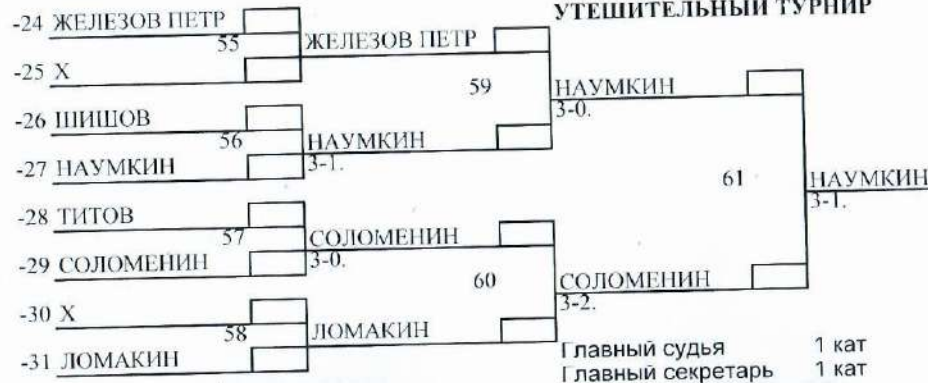 УТЕШИТЕЛЬНЫЙ ТУРНИР
-24 ЖЕЛЕЗОВ ПЕТР
55
ЖЕЛЕЗОВ ПЕТР
-25 Х
59
НАУМКИН
3-0.
-26 ШИШОВ
56
НАУМКИН
3-1.
-27 НАУМКИН
61
НАУМКИН
3-1.
-28 ТИТОВ
57
СОЛОМЕНИН
3-0.
-29 СОЛОМЕНИН
60
СОЛОМЕНИН
3-2.
-30 Х
58
ЛОМАКИН
-31 ЛОМАКИН
Главный судья 1 кат
Главный секретарь 1 кат